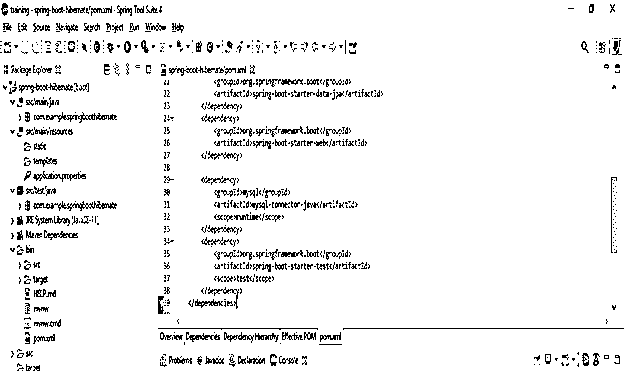 training - spring-boot-hibernate/pom.xml - Spring Tool Suite 4
File Edit Source Navigate Search Project Run Window Help
Package Explorer
spring-boot-hibernate/pom.xml
spring-boot-hibernate [boot]
src/main/java
com.example.springboothibernate
src/main/resources
static
templates
application.properties
src/test/java
com.example.springboothibernate
JRE System Library
Maven Dependencies
bin
src
target
HELP.md
mvnw
mvnw.cmd
pom.xml
src
target
21 <groupId>org.springframework.boot</groupId>
22 <artifactId>spring-boot-starter-data-jpa</artifactId>
23 </dependency>
24 <dependency>
25 <groupId>org.springframework.boot</groupId>
26 <artifactId>spring-boot-starter-web</artifactId>
27 </dependency>
28
29 <dependency>
30 <groupId>mysql</groupId>
31 <artifactId>mysql-connector-java</artifactId>
32 <scope>runtime</scope>
33 </dependency>
34 <dependency>
35 <groupId>org.springframework.boot</groupId>
36 <artifactId>spring-boot-starter-test</artifactId>
37 <scope>test</scope>
38 </dependency>
39 </dependencies>
Overview Dependencies Dependency Hierarchy Effective POM pom.xml
Problems Javadoc Declaration Console